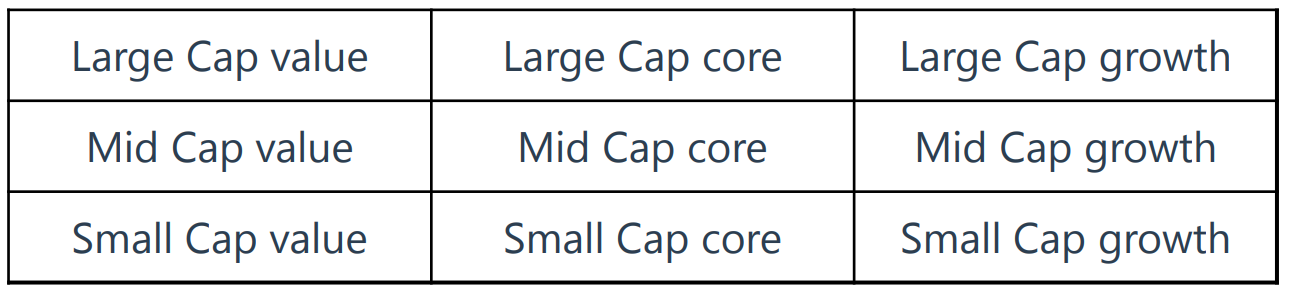 Large Cap value Large Cap core Large Cap growth
Mid Cap value Mid Cap core Mid Cap growth
Small Cap value Small Cap core Small Cap growth